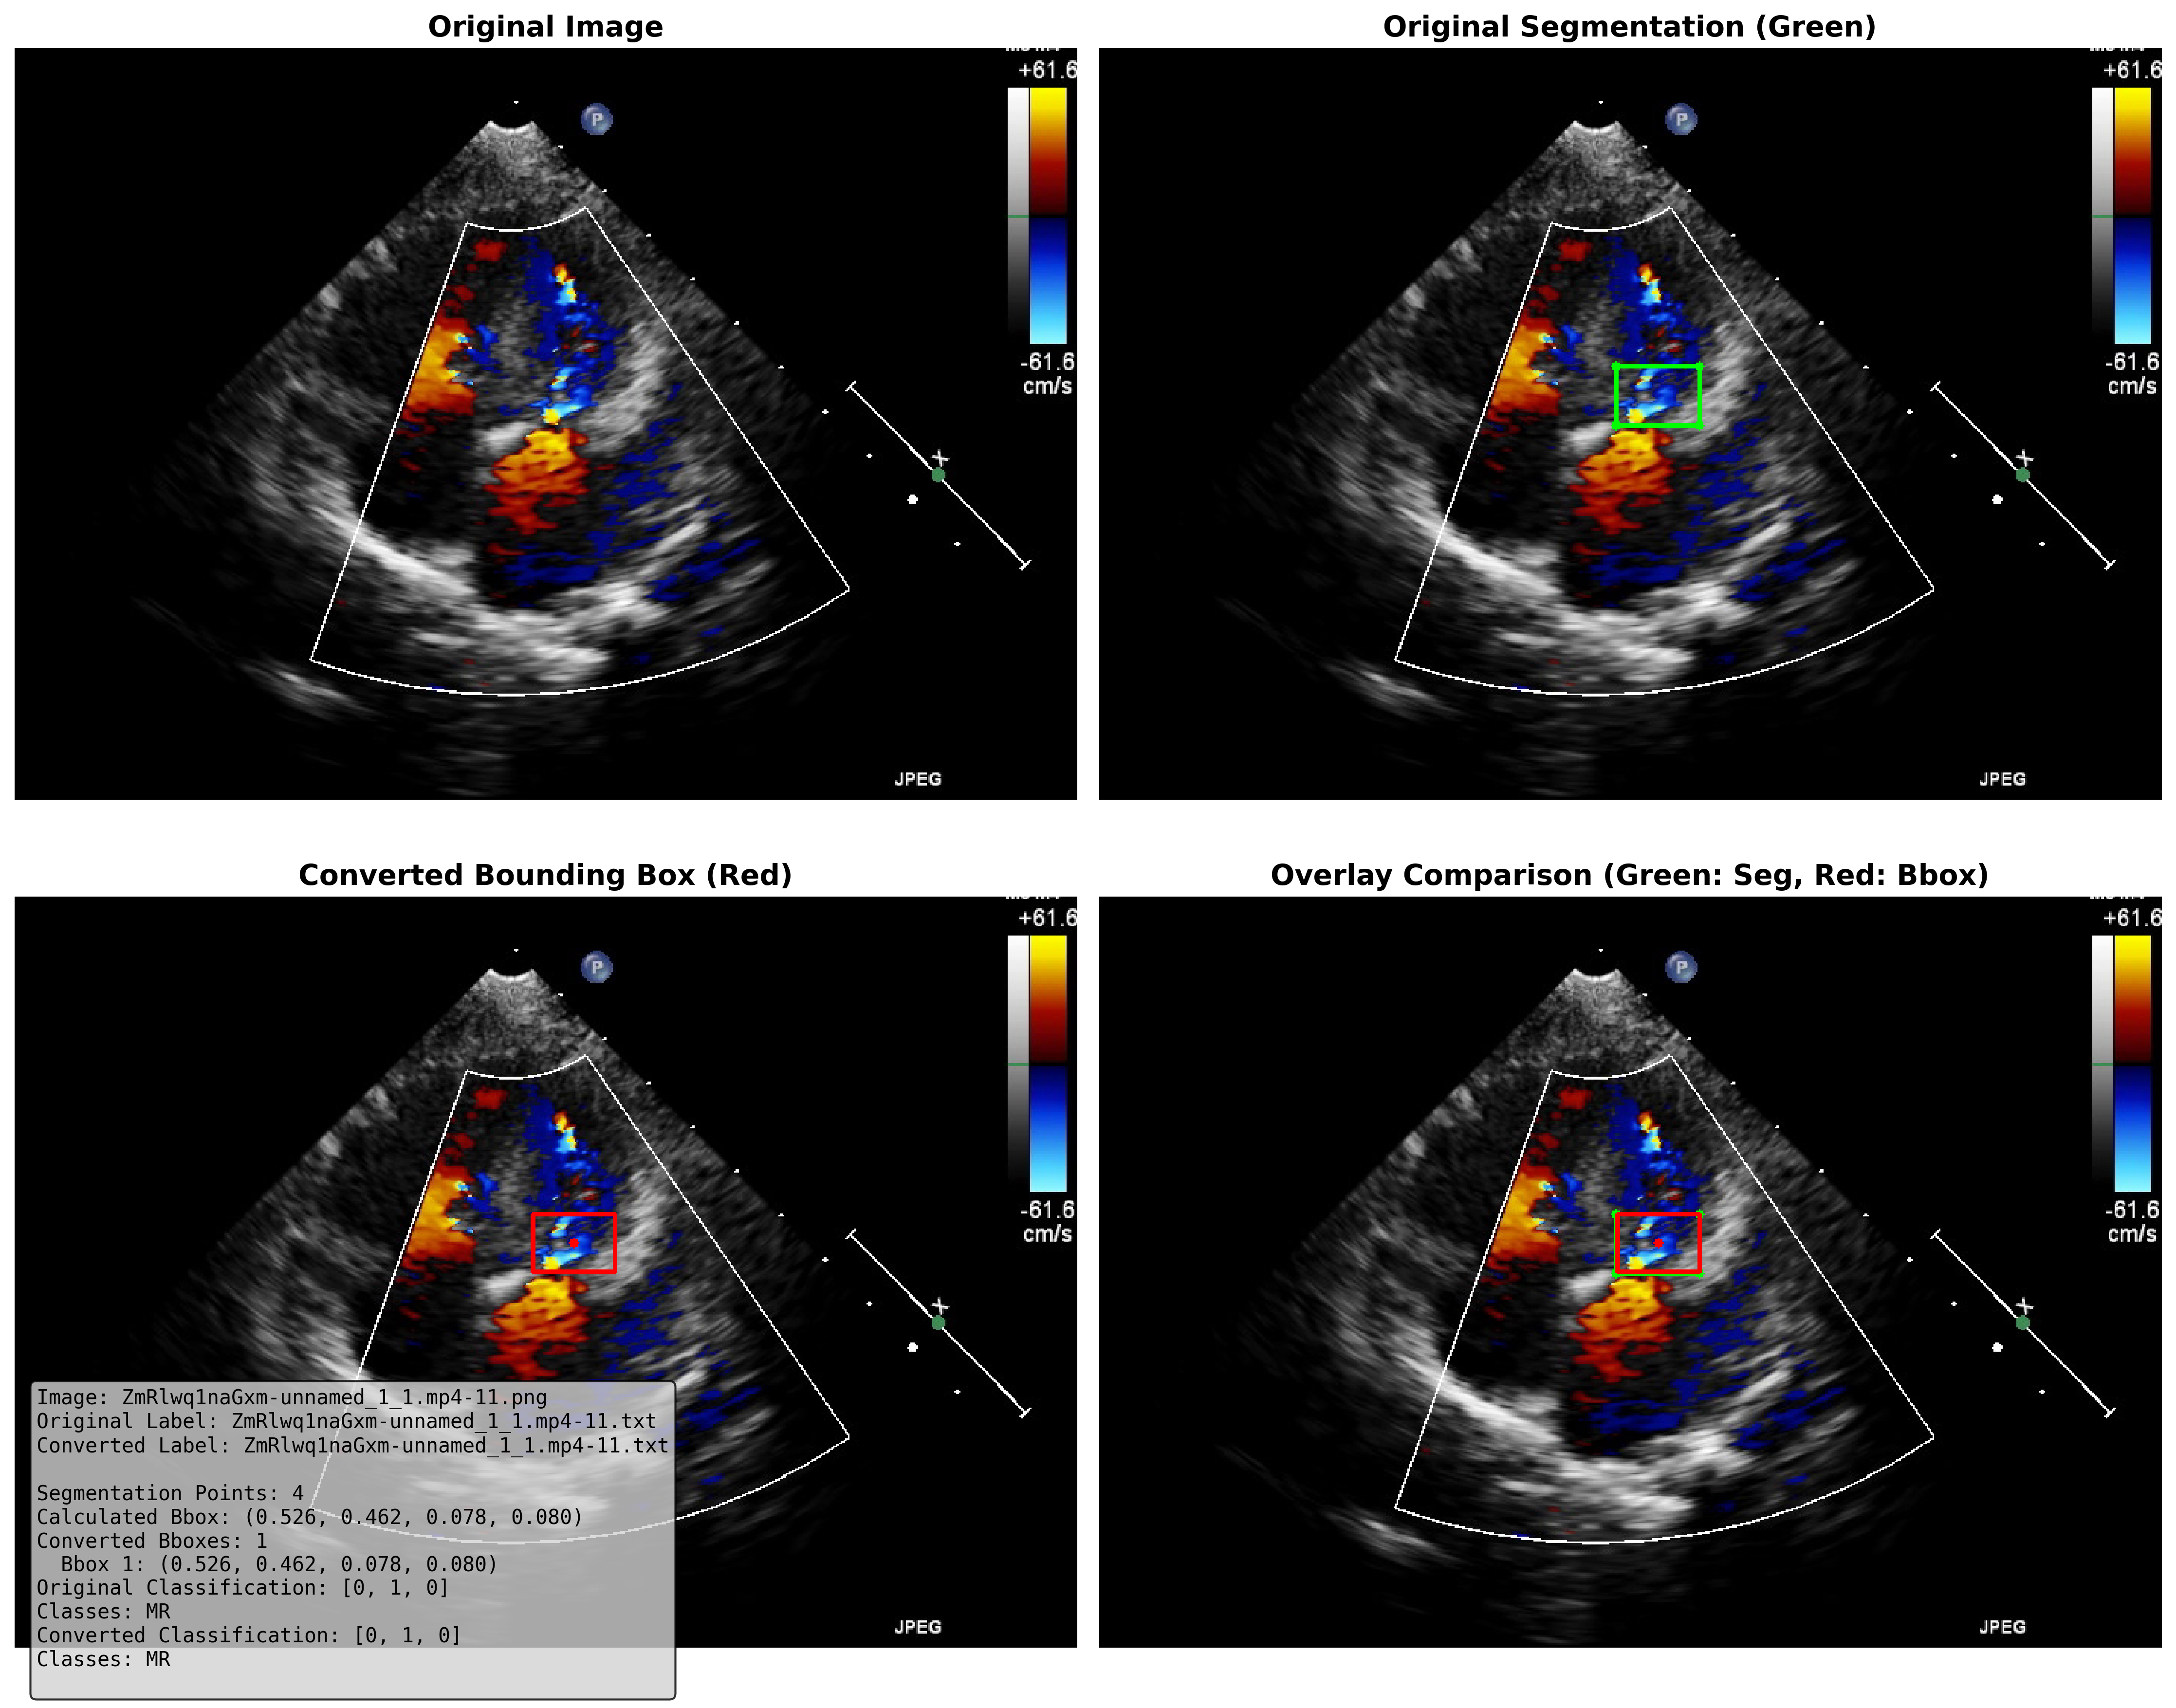 Original Image
+61.6
P
-61.6
cm/s
JPEG
Original Segmentation (Green)
+61.6
P
-61.6
cm/s
JPEG
Converted Bounding Box (Red)
+61.6
P
-61.6
cm/s
JPEG
Image: ZmRlwq1naGxm-unnamed_1_1.mp4-11.png
Original Label: ZmRlwq1naGxm-unnamed_1_1.mp4-11.txt
Converted Label: ZmRlwq1naGxm-unnamed_1_1.mp4-11.txt
Segmentation Points: 4
Calculated Bbox: (0.526, 0.462, 0.078, 0.080)
Converted Bboxes: 1
Bbox 1: (0.526, 0.462, 0.078, 0.080)
Original Classification: [0, 1, 0]
Classes: MR
Converted Classification: [0, 1, 0]
Classes: MR
Overlay Comparison (Green: Seg, Red: Bbox)
+61.6
P
-61.6
cm/s
JPEG